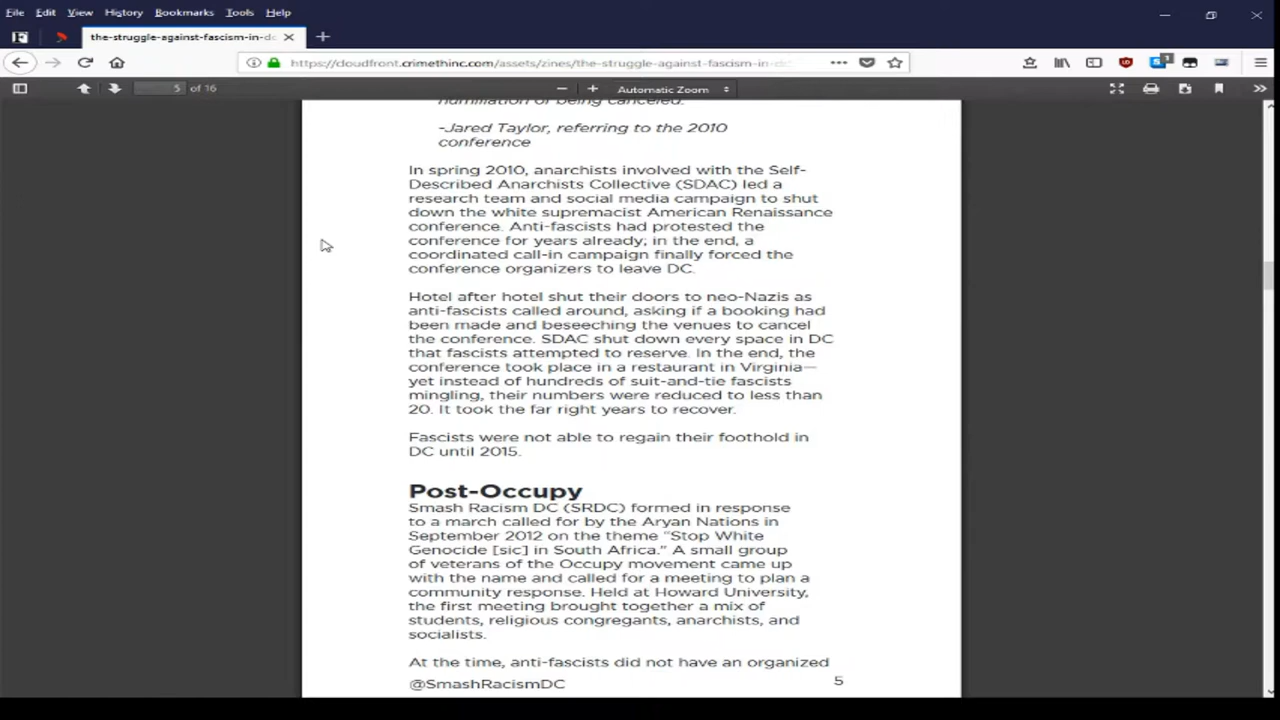 File Edit View History Bookmarks Tools Help
the-struggle-against-fascism-in-dc
https://cloudfront.crimethinc.com/assets/zines/the-struggle-against-fascism-in-dc
5 of 16
Automatic Zoom
humiliation of being canceled.
-Jared Taylor, referring to the 2010
conference
In spring 2010, anarchists involved with the Self-
Described Anarchists Collective (SDAC) led a
research team and social media campaign to shut
down the white supremacist American Renaissance
conference. Anti-fascists had protested the
conference for years already; in the end, a
coordinated call-in campaign finally forced the
conference organizers to leave DC.
Hotel after hotel shut their doors to neo-Nazis as
anti-fascists called around, asking if a booking had
been made and beseeching the venues to cancel
the conference. SDAC shut down every space in DC
that fascists attempted to reserve. In the end, the
conference took place in a restaurant in Virginia—
yet instead of hundreds of suit-and-tie fascists
mingling, their numbers were reduced to less than
20. It took the far right years to recover.
Fascists were not able to regain their foothold in
DC until 2015.
Post-Occupy
Smash Racism DC (SRDC) formed in response
to a march called for by the Aryan Nations in
September 2012 on the theme “Stop White
Genocide [sic] in South Africa.” A small group
of veterans of the Occupy movement came up
with the name and called for a meeting to plan a
community response. Held at Howard University,
the first meeting brought together a mix of
students, religious congregants, anarchists, and
socialists.
At the time, anti-fascists did not have an organized
@SmashRacismDC 5